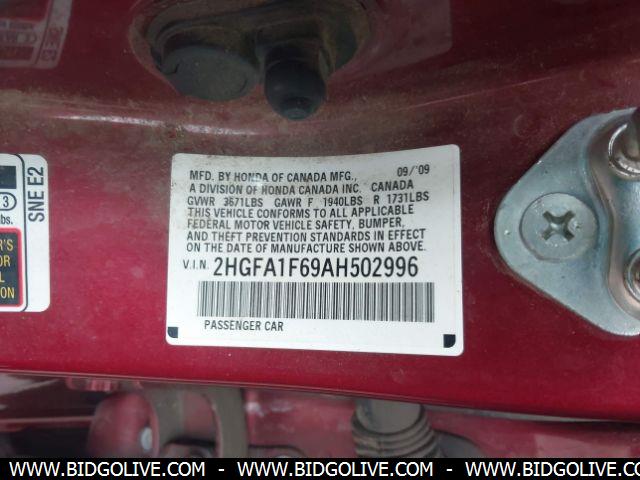 MFD. BY HONDA OF CANADA MFG., 09/'09
A DIVISION OF HONDA CANADA INC. CANADA
GVWR 3671LBS GAWR F 1940LBS R 1731LBS
THIS VEHICLE CONFORMS TO ALL APPLICABLE
FEDERAL MOTOR VEHICLE SAFETY, BUMPER,
AND THEFT PREVENTION STANDARDS IN EFFECT
ON THE DATE OF MANUFACTURE SHOWN ABOVE.
V.I.N. 2HGFA1F69AH502996
PASSENGER CAR
3
lbs.
SNE E2
WWW.BIDGOLIVE.COM - WWW.BIDGOLIVE.COM - WWW.BIDGOLIVE.COM